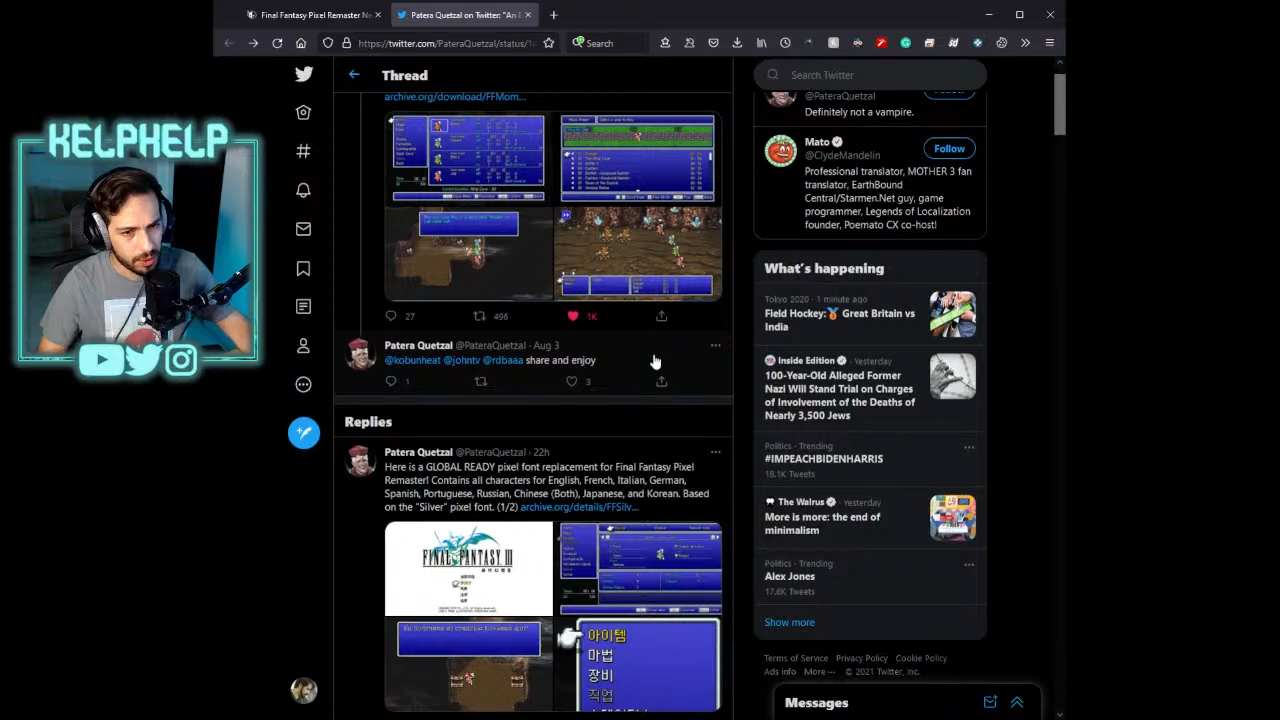 Final Fantasy Pixel Remaster Ne
Patera Quetzal on Twitter: "An E
https://twitter.com/PateraQuetzal/status/1
Search
KELPHELP
Thread
Search Twitter
archive.org/download/FFMom...
27
496
1K
Patera Quetzal @PateraQuetzal · Aug 3
@kobunheat @johntv @rdbaaa share and enjoy
1
3
Replies
Patera Quetzal @PateraQuetzal · 22h
Here is a GLOBAL READY pixel font replacement for Final Fantasy Pixel
Remaster! Contains all characters for English, French, Italian, German,
Spanish, Portuguese, Russian, Chinese (Both), Japanese, and Korean. Based
on the "Silver" pixel font. (1/2) archive.org/details/FFSilv...
FINAL FANTASY III
아이템
마법
장비
직업
@PateraQuetzal
Follow
Definitely not a vampire.
Mato
@ClydeMandelin
Follow
Professional translator, MOTHER 3 fan
translator, EarthBound
Central/Starmen.Net guy, game
programmer, Legends of Localization
founder, Poemato CX co-host!
What's happening
Tokyo 2020 · 1 minute ago
Field Hockey: Great Britain vs
India
Inside Edition · Yesterday
100-Year-Old Alleged Former
Nazi Will Stand Trial on Charges
of Involvement of the Deaths of
Nearly 3,500 Jews
Politics · Trending
#IMPEACHBIDENHARRIS
18.1K Tweets
The Walrus · Yesterday
More is more: the end of
minimalism
Politics · Trending
Alex Jones
17.6K Tweets
Show more
Terms of Service Privacy Policy Cookie Policy
Ads info More ··· © 2021 Twitter, Inc.
Messages